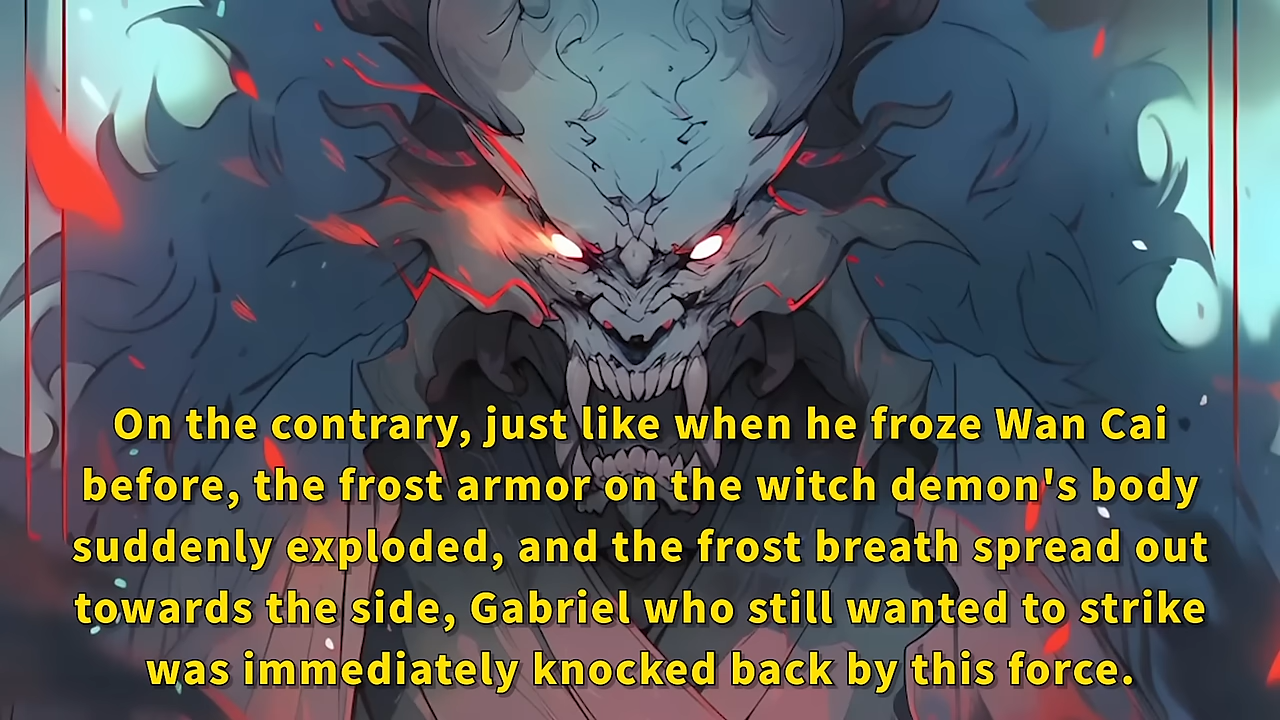 On the contrary, just like when he froze Wan Cai
before, the frost armor on the witch demon's body
suddenly exploded, and the frost breath spread out
towards the side, Gabriel who still wanted to strike
was immediately knocked back by this force.